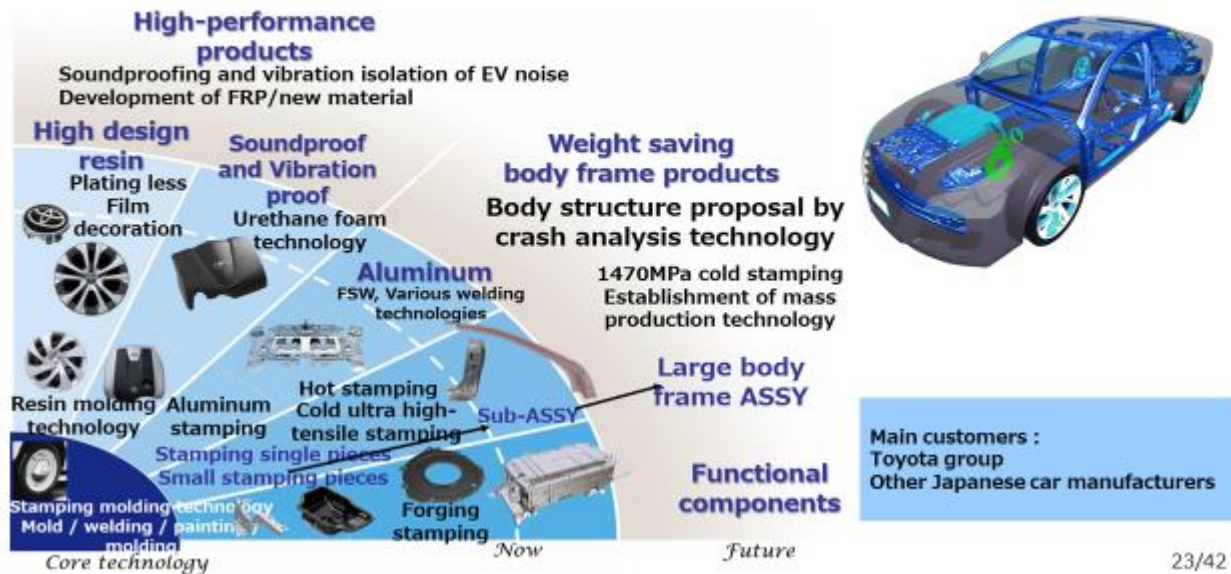 High-performance
products
Soundproofing and vibration isolation of EV noise
Development of FRP/new material
High design
resin
Plating less
Film
decoration
Soundproof
and Vibration
proof
Urethane foam
technology
Weight saving
body frame products
Body structure proposal by
crash analysis technology
1470MPa cold stamping
Establishment of mass
production technology
Aluminum
FSW, Various welding
technologies
Resin molding
technology
Aluminum
stamping
Hot stamping
Cold ultra high-
tensile stamping
Sub-ASSY
Large body
frame ASSY
Stamping single pieces
Small stamping pieces
Functional
components
Forging
stamping
Stamping molding technology
Mold / welding / painting /
molding
Core technology
Now
Future
Main customers :
Toyota group
Other Japanese car manufacturers
23/42